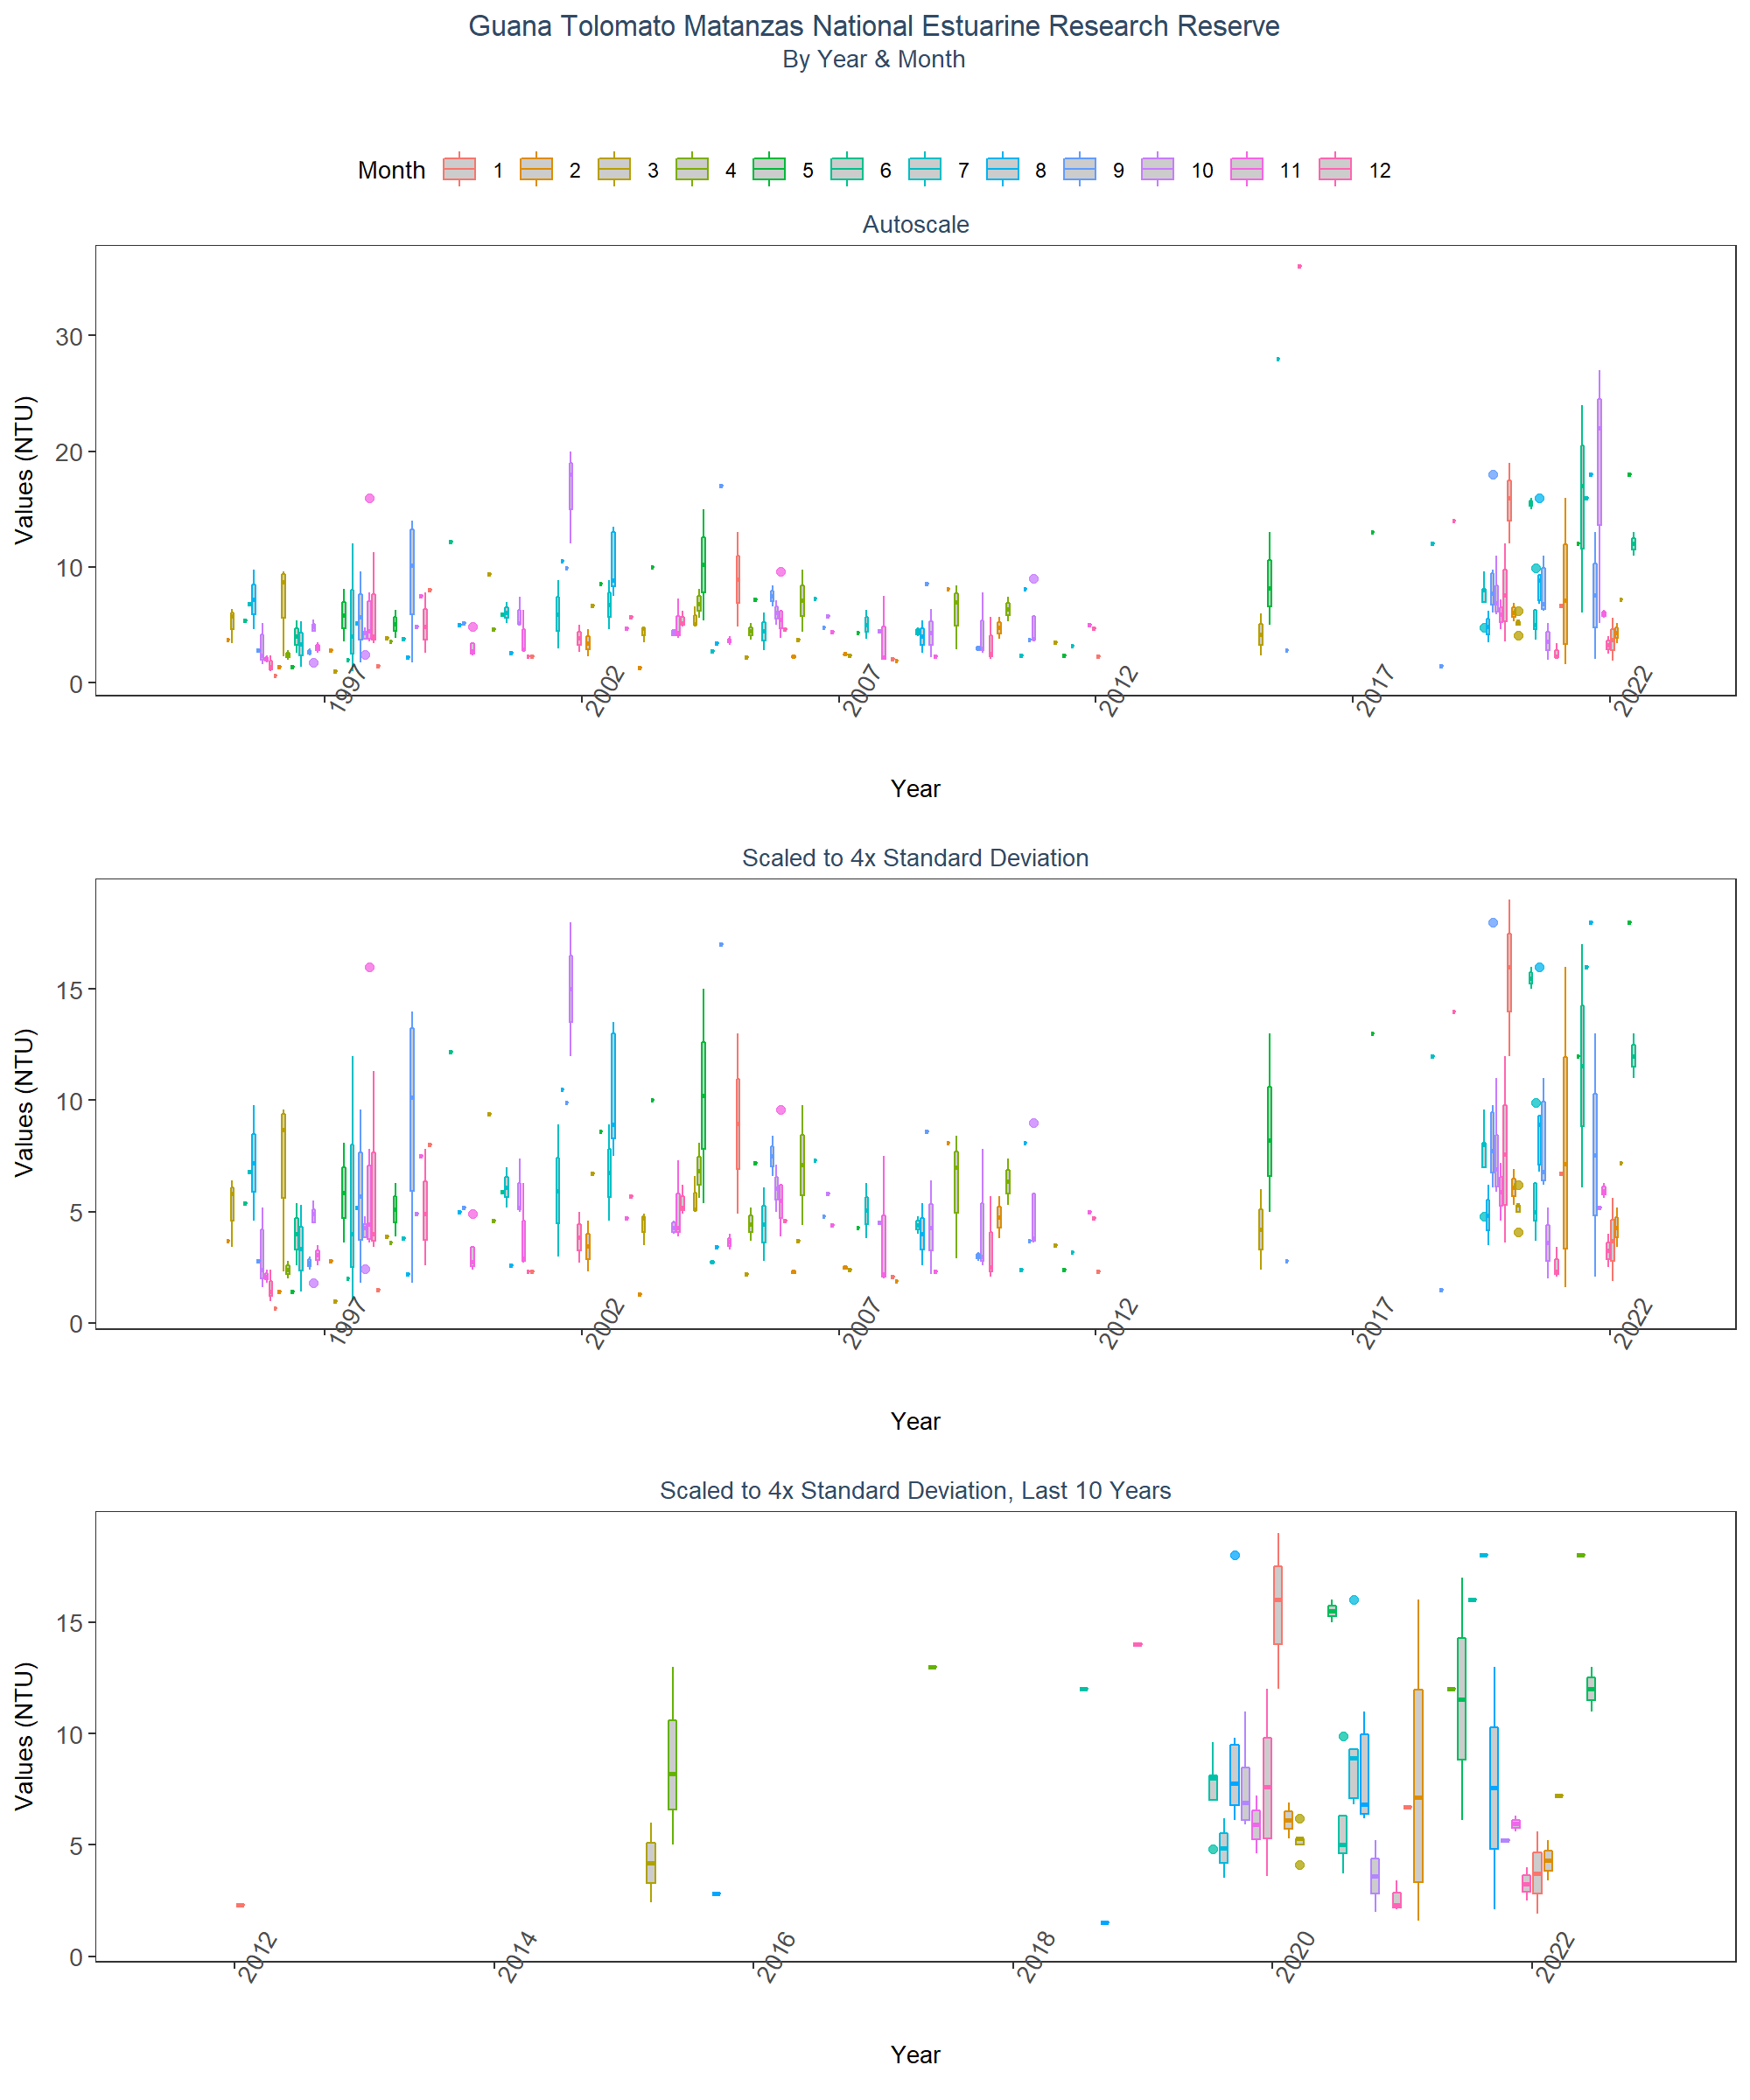 Guana Tolomato Matanzas National Estuarine Research Reserve
By Year & Month
Month 1 2 3 4 5 6 7 8 9 10 11 12
Autoscale
30
20
10
0
Values (NTU)
1997 2002 2007 2012 2017 2022
Year
Scaled to 4x Standard Deviation
15
10
5
0
Values (NTU)
1997 2002 2007 2012 2017 2022
Year
Scaled to 4x Standard Deviation, Last 10 Years
15
10
5
0
Values (NTU)
2012 2014 2016 2018 2020 2022
Year